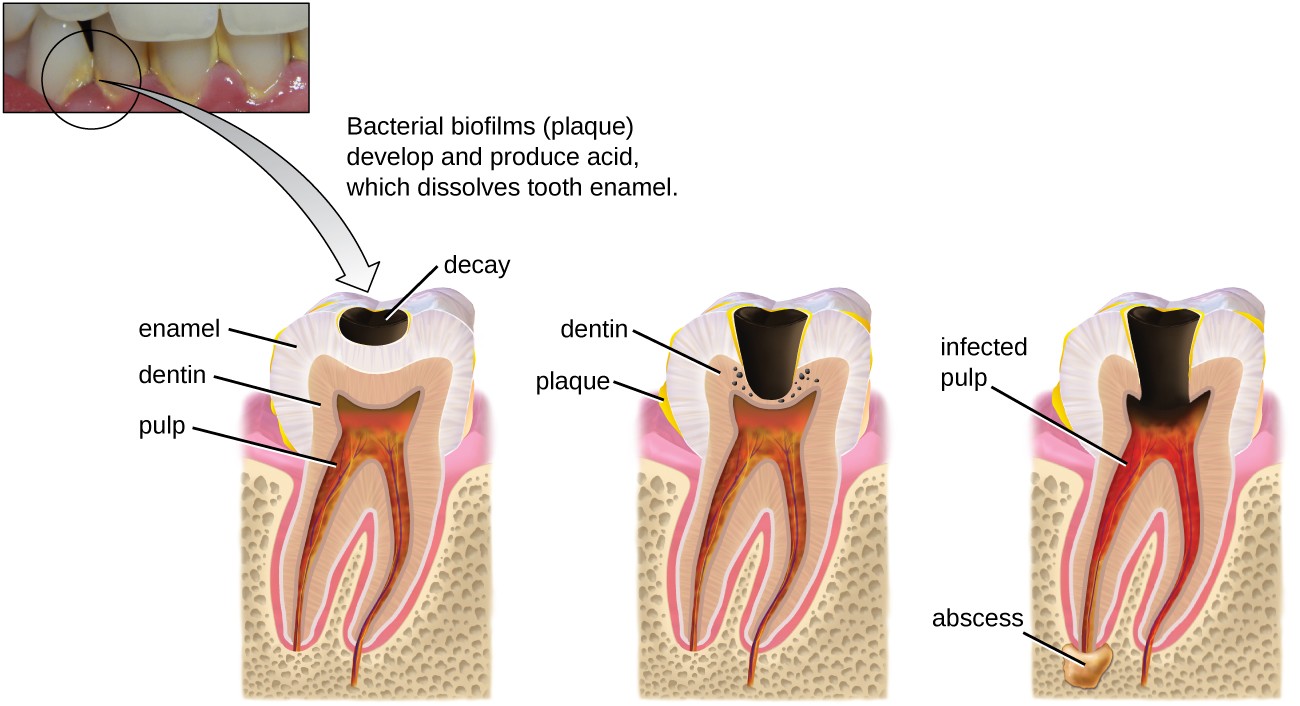 Bacterial biofilms (plaque)
develop and produce acid,
which dissolves tooth enamel.
decay
enamel
dentin
pulp
dentin
plaque
infected
pulp
abscess